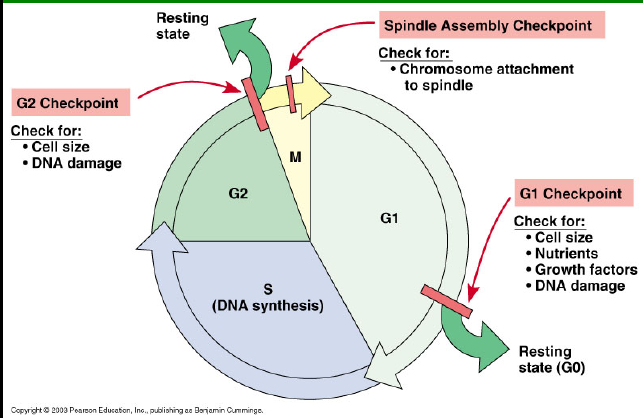 Resting
state
Spindle Assembly Checkpoint
Check for:
• Chromosome attachment
to spindle
G2 Checkpoint
Check for:
• Cell size
• DNA damage
M
G2
G1
G1 Checkpoint
Check for:
• Cell size
• Nutrients
• Growth factors
• DNA damage
S
(DNA synthesis)
Resting
state (G0)
Copyright © 2003 Pearson Education, Inc., publishing as Benjamin Cummings.